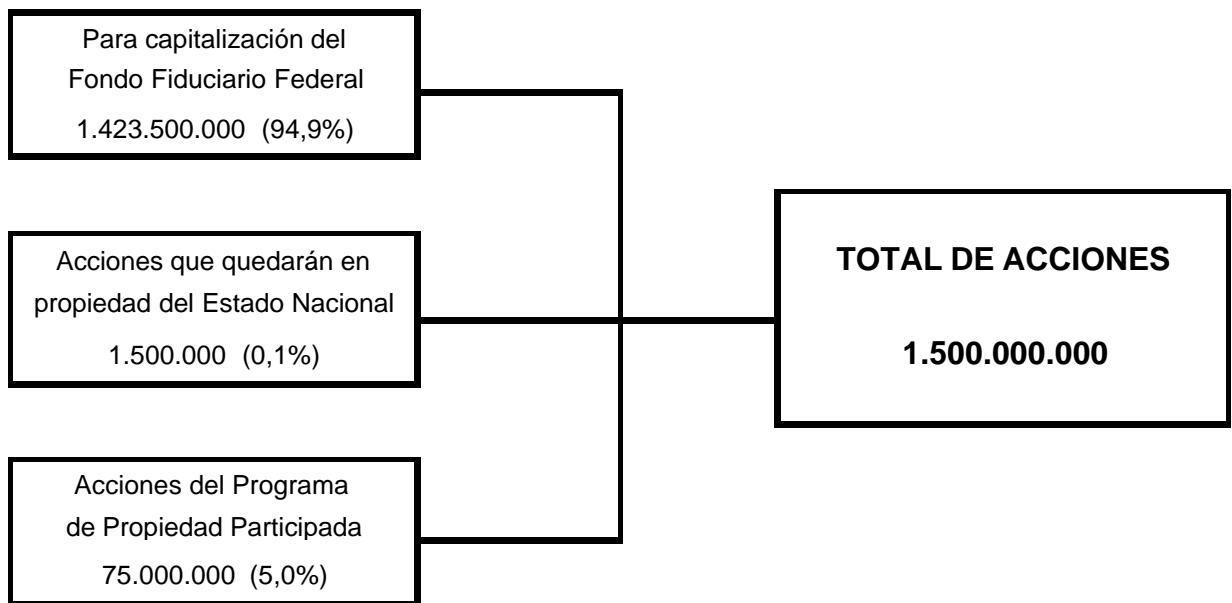 Para capitalización del
Fondo Fiduciario Federal
1.423.500.000 (94,9%)
Acciones que quedarán en
propiedad del Estado Nacional
1.500.000 (0,1%)
Acciones del Programa
de Propiedad Participada
75.000.000 (5,0%)
TOTAL DE ACCIONES
1.500.000.000